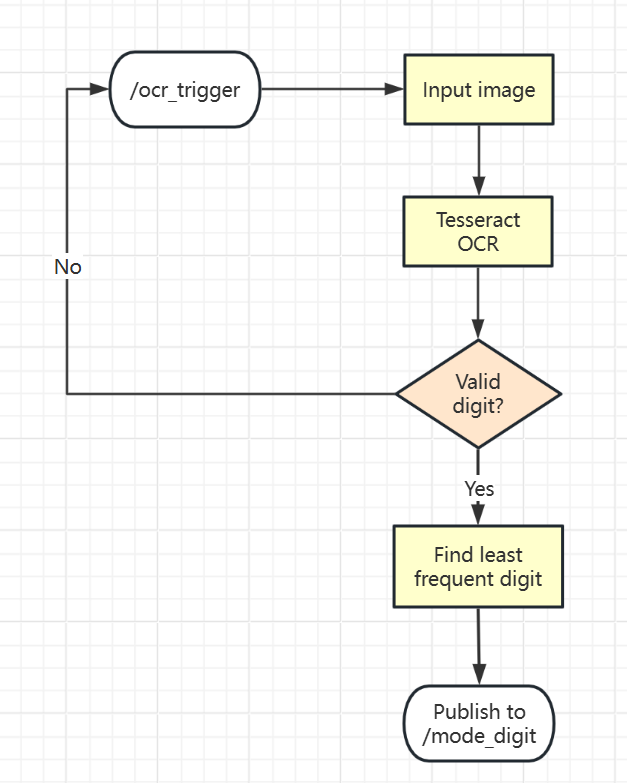 /ocr_trigger
Input image
Tesseract
OCR
No
Valid
digit?
Yes
Find least
frequent digit
Publish to
/mode_digit